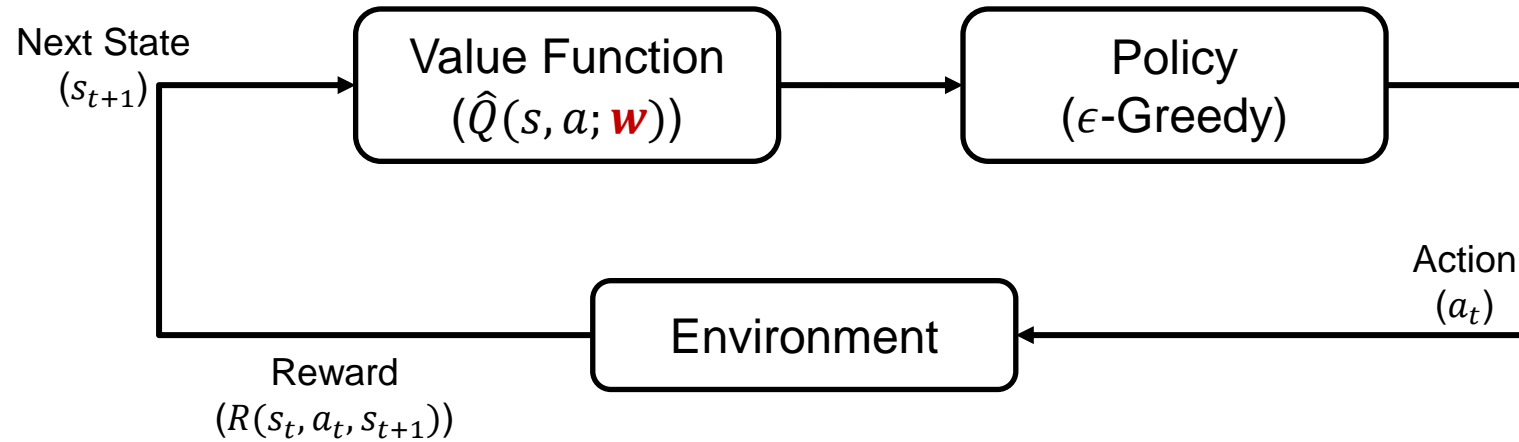 Next State
(s_{t+1})
Value Function
(Q̂(s, a; w))
Policy
(ϵ-Greedy)
Action
(a_t)
Environment
Reward
(R(s_t, a_t, s_{t+1}))